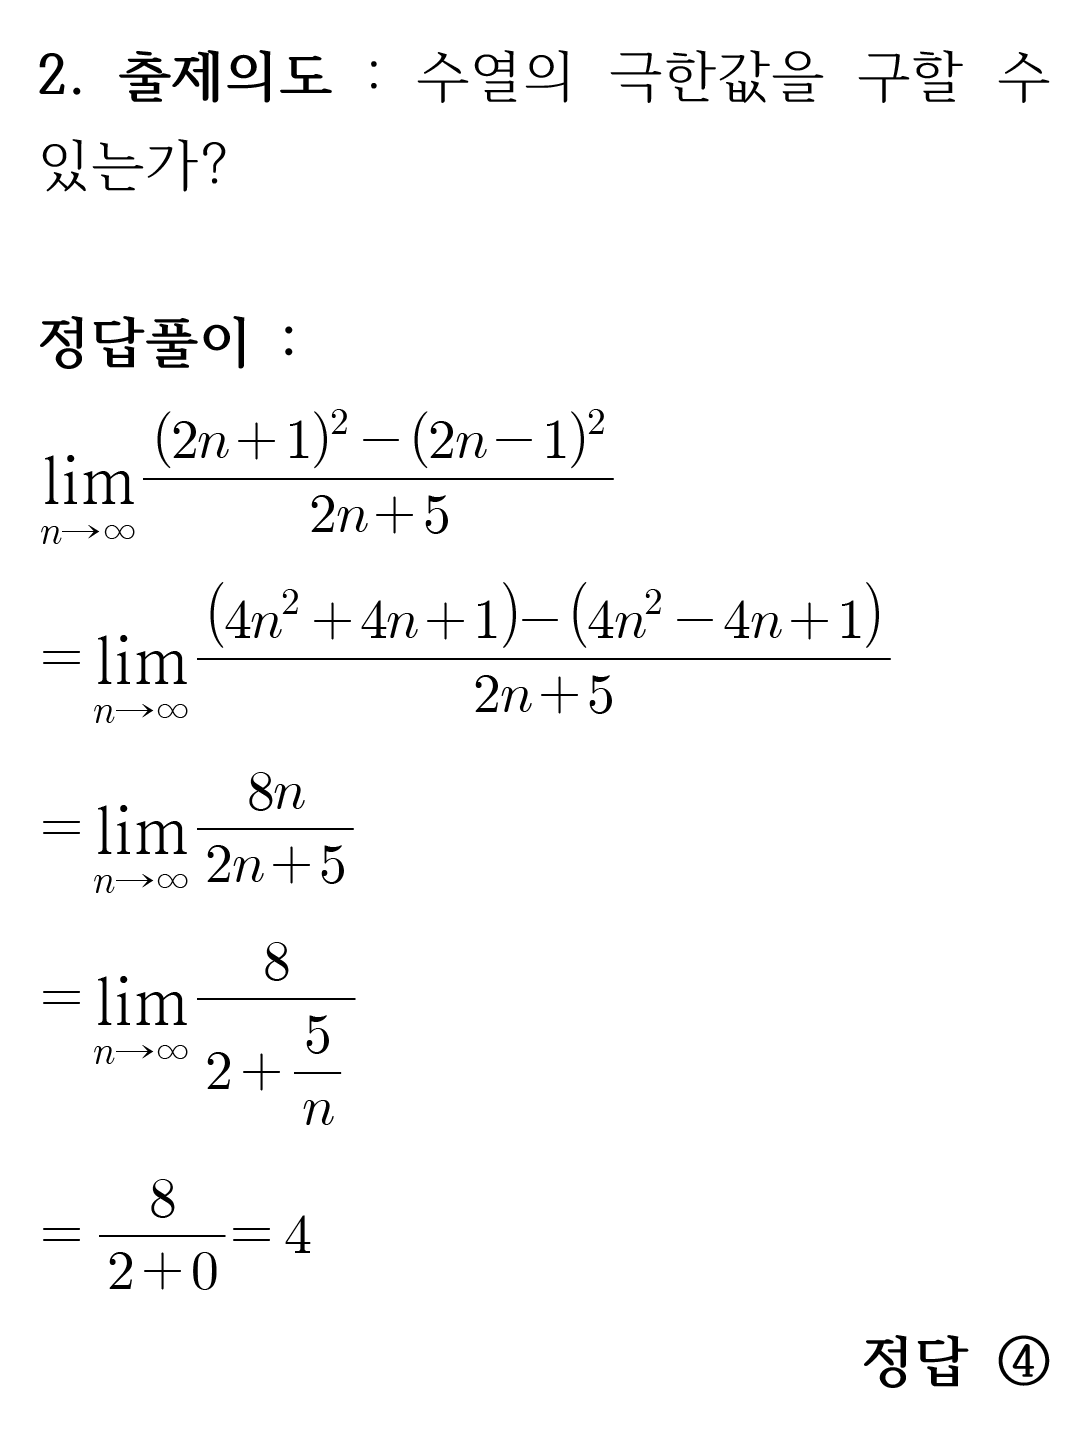 2. 출제의도 : 수열의 극한값을 구할 수
있는가?
정답풀이 :
$\lim_{n \to \infty} \frac{(2n+1)^2 - (2n-1)^2}{2n+5}$
$= \lim_{n \to \infty} \frac{(4n^2+4n+1) - (4n^2-4n+1)}{2n+5}$
$= \lim_{n \to \infty} \frac{8n}{2n+5}$
$= \lim_{n \to \infty} \frac{8}{2+\frac{5}{n}}$
$= \frac{8}{2+0} = 4$
정답 ④